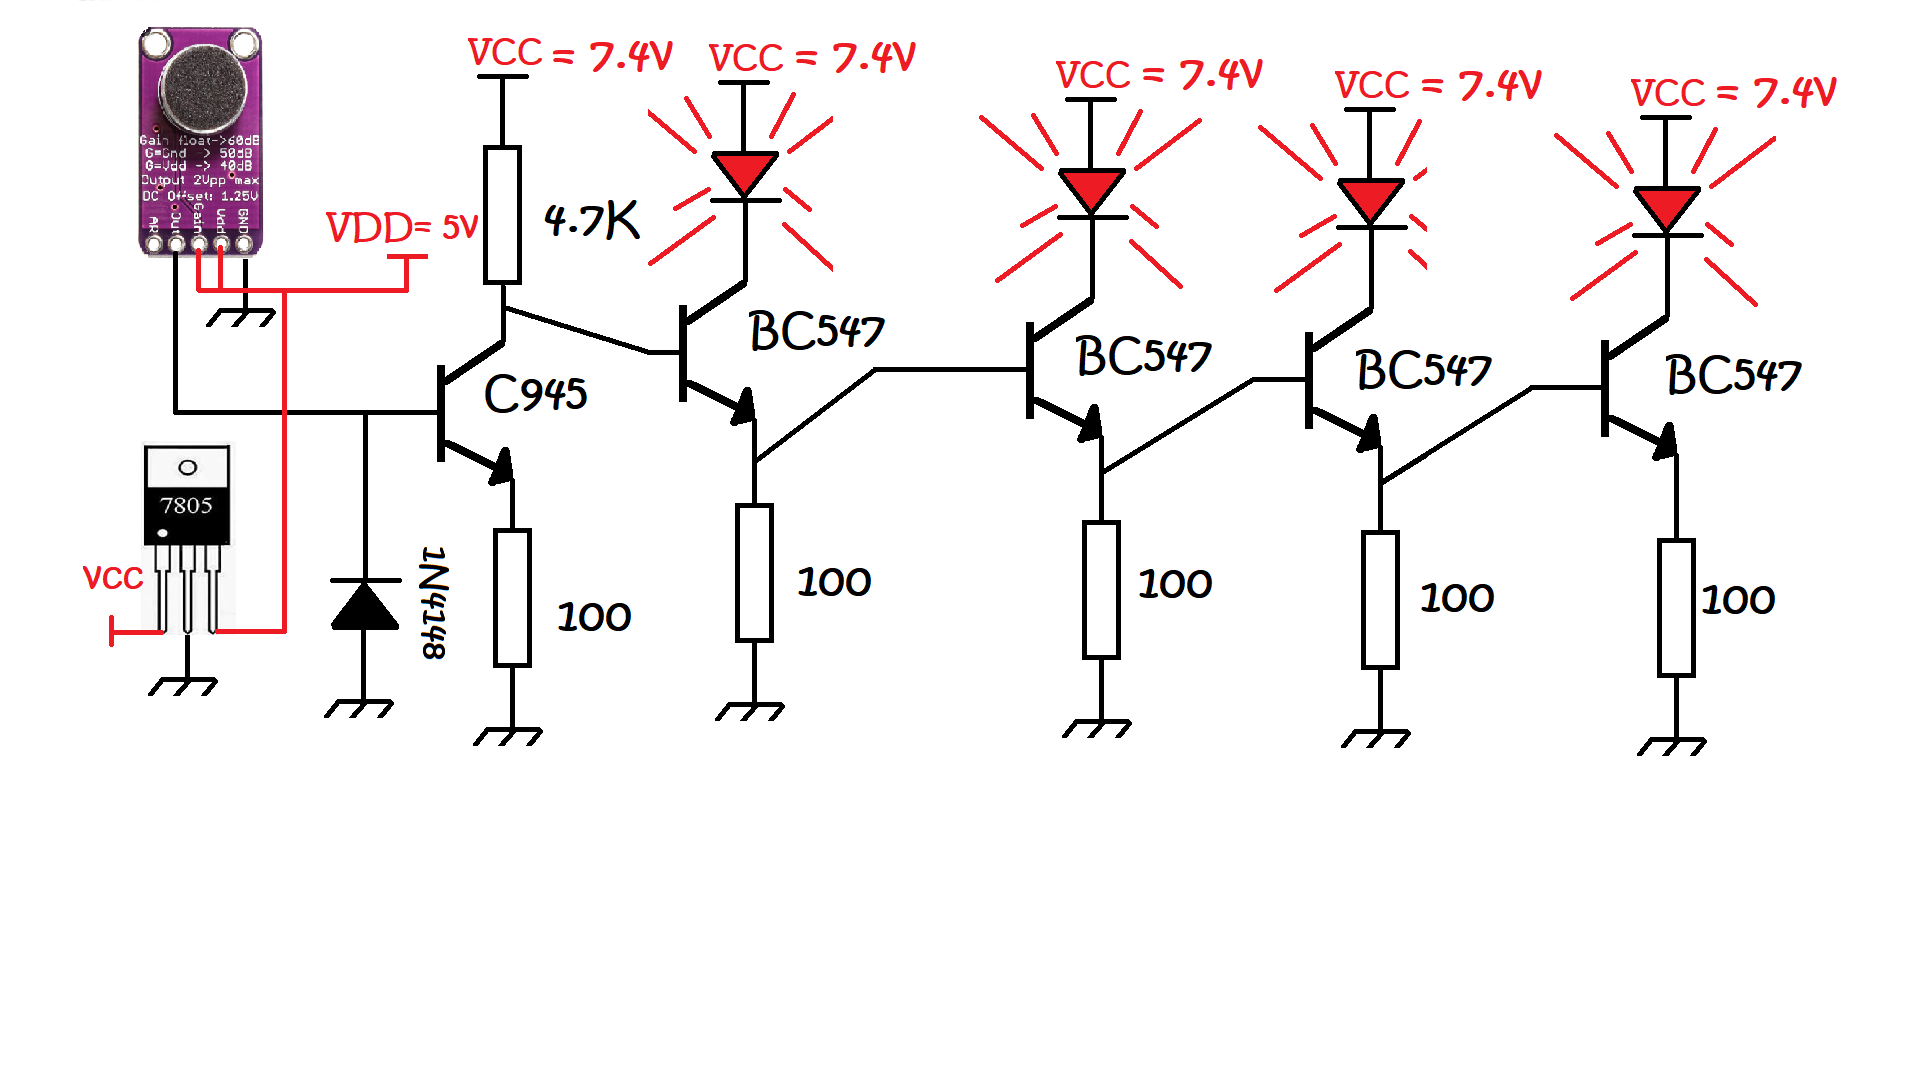 VCC = 7.4V
VCC = 7.4V
VCC = 7.4V
VCC = 7.4V
VCC = 7.4V
Gain float->60dB
G=Gnd -> 50dB
G=Vdd -> 40dB
Output 2Vpp max
DC Offset: 1.25V
AR
Out
Gain
Vdd
GND
VDD= 5V
4.7K
BC547
BC547
BC547
BC547
C945
7805
VCC
1N4148
100
100
100
100
100